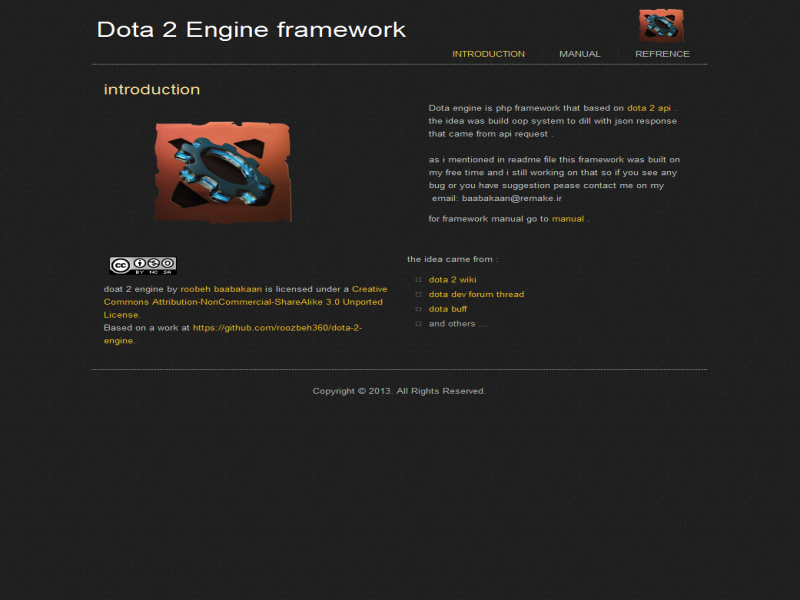 Dota 2 Engine framework
INTRODUCTION
MANUAL
REFRENCE
introduction
Dota engine is php framework that based on dota 2 api .
the idea was build oop system to dill with json response
that came from api request .
as i mentioned in readme file this framework was built on
my free time and i still working on that so if you see any
bug or you have suggestion pease contact me on my
email: baabakaan@remake.ir
for framework manual go to manual .
cc BY NC SA
doat 2 engine by roobeh baabakaan is licensed under a Creative
Commons Attribution-NonCommercial-ShareAlike 3.0 Unported
License.
Based on a work at https://github.com/roozbeh360/dota-2-
engine.
the idea came from :
dota 2 wiki
dota dev forum thread
dota buff
and others ...
Copyright © 2013. All Rights Reserved.